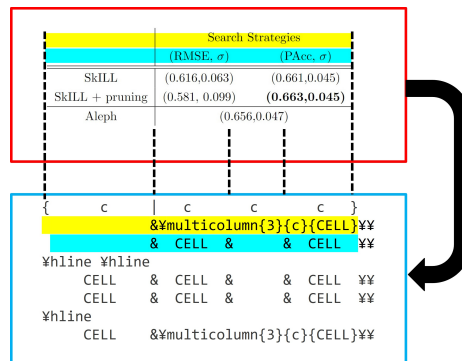 Search Strategies
(RMSE, σ) (PAcc, σ)
SkILL (0.616,0.063) (0.661,0.045)
SkILL + pruning (0.581, 0.099) (0.663,0.045)
Aleph (0.656,0.047)
{ c | c c c }
&¥multicolumn{3}{c}{CELL}¥¥
& CELL & & CELL ¥¥
¥hline ¥hline
CELL & CELL & & CELL ¥¥
CELL & CELL & & CELL ¥¥
¥hline
CELL &¥multicolumn{3}{c}{CELL}¥¥